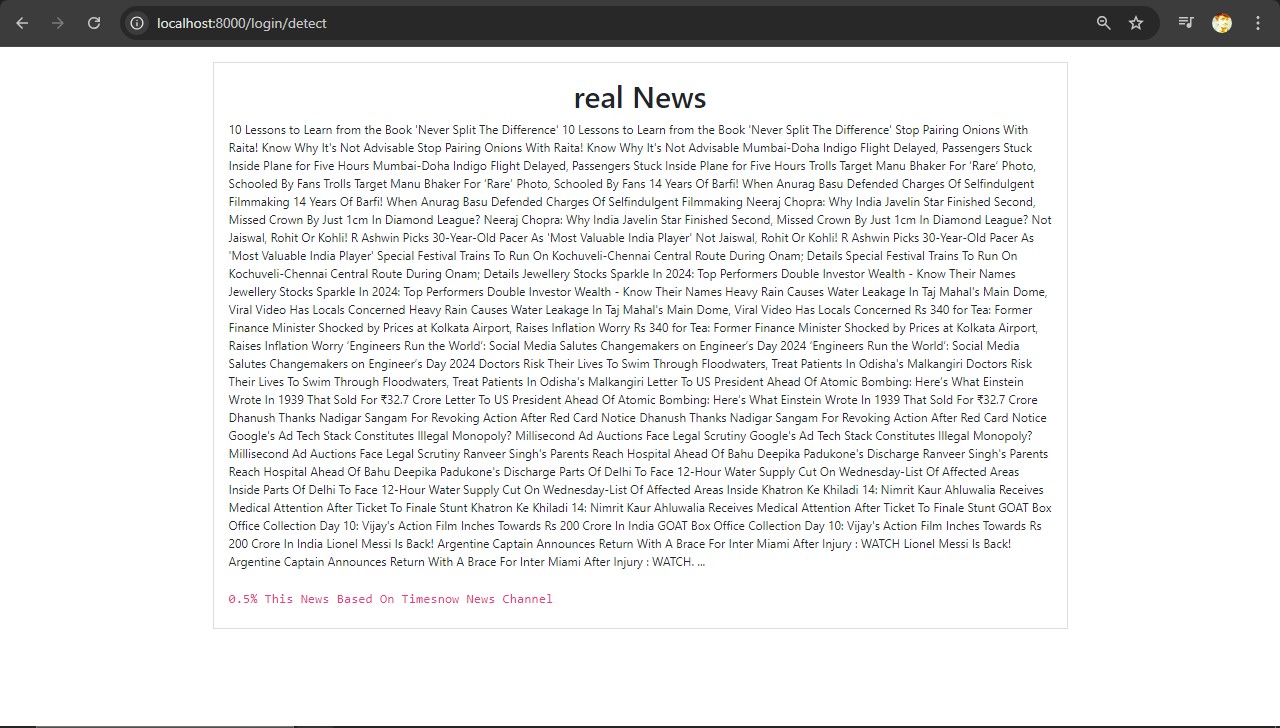 localhost:8000/login/detect
real News
10 Lessons to Learn from the Book 'Never Split The Difference' 10 Lessons to Learn from the Book 'Never Split The Difference' Stop Pairing Onions With
Raita! Know Why It's Not Advisable Stop Pairing Onions With Raita! Know Why It's Not Advisable Mumbai-Doha Indigo Flight Delayed, Passengers Stuck
Inside Plane for Five Hours Mumbai-Doha Indigo Flight Delayed, Passengers Stuck Inside Plane for Five Hours Trolls Target Manu Bhaker For ‘Rare’ Photo,
Schooled By Fans Trolls Target Manu Bhaker For ‘Rare’ Photo, Schooled By Fans 14 Years Of Barfi! When Anurag Basu Defended Charges Of Selfindulgent
Filmmaking 14 Years Of Barfi! When Anurag Basu Defended Charges Of Selfindulgent Filmmaking Neeraj Chopra: Why India Javelin Star Finished Second,
Missed Crown By Just 1cm In Diamond League? Neeraj Chopra: Why India Javelin Star Finished Second, Missed Crown By Just 1cm In Diamond League? Not
Jaiswal, Rohit Or Kohli! R Ashwin Picks 30-Year-Old Pacer As 'Most Valuable India Player' Not Jaiswal, Rohit Or Kohli! R Ashwin Picks 30-Year-Old Pacer As
'Most Valuable India Player' Special Festival Trains To Run On Kochuveli-Chennai Central Route During Onam; Details Special Festival Trains To Run On
Kochuveli-Chennai Central Route During Onam; Details Jewellery Stocks Sparkle In 2024: Top Performers Double Investor Wealth - Know Their Names
Jewellery Stocks Sparkle In 2024: Top Performers Double Investor Wealth - Know Their Names Heavy Rain Causes Water Leakage In Taj Mahal's Main Dome,
Viral Video Has Locals Concerned Heavy Rain Causes Water Leakage In Taj Mahal's Main Dome, Viral Video Has Locals Concerned Rs 340 for Tea: Former
Finance Minister Shocked by Prices at Kolkata Airport, Raises Inflation Worry Rs 340 for Tea: Former Finance Minister Shocked by Prices at Kolkata Airport,
Raises Inflation Worry ‘Engineers Run the World’: Social Media Salutes Changemakers on Engineer’s Day 2024 ‘Engineers Run the World’: Social Media
Salutes Changemakers on Engineer’s Day 2024 Doctors Risk Their Lives To Swim Through Floodwaters, Treat Patients In Odisha's Malkangiri Doctors Risk
Their Lives To Swim Through Floodwaters, Treat Patients In Odisha's Malkangiri Letter To US President Ahead Of Atomic Bombing: Here's What Einstein
Wrote In 1939 That Sold For ₹32.7 Crore Letter To US President Ahead Of Atomic Bombing: Here's What Einstein Wrote In 1939 That Sold For ₹32.7 Crore
Dhanush Thanks Nadigar Sangam For Revoking Action After Red Card Notice Dhanush Thanks Nadigar Sangam For Revoking Action After Red Card Notice
Google's Ad Tech Stack Constitutes Illegal Monopoly? Millisecond Ad Auctions Face Legal Scrutiny Google's Ad Tech Stack Constitutes Illegal Monopoly?
Millisecond Ad Auctions Face Legal Scrutiny Ranveer Singh's Parents Reach Hospital Ahead Of Bahu Deepika Padukone's Discharge Ranveer Singh's Parents
Reach Hospital Ahead Of Bahu Deepika Padukone's Discharge Parts Of Delhi To Face 12-Hour Water Supply Cut On Wednesday-List Of Affected Areas
Inside Parts Of Delhi To Face 12-Hour Water Supply Cut On Wednesday-List Of Affected Areas Inside Khatron Ke Khiladi 14: Nimrit Kaur Ahluwalia Receives
Medical Attention After Ticket To Finale Stunt Khatron Ke Khiladi 14: Nimrit Kaur Ahluwalia Receives Medical Attention After Ticket To Finale Stunt GOAT Box
Office Collection Day 10: Vijay's Action Film Inches Towards Rs 200 Crore In India GOAT Box Office Collection Day 10: Vijay's Action Film Inches Towards Rs
200 Crore In India Lionel Messi Is Back! Argentine Captain Announces Return With A Brace For Inter Miami After Injury : WATCH Lionel Messi Is Back!
Argentine Captain Announces Return With A Brace For Inter Miami After Injury : WATCH. ...
0.5% This News Based On Timesnow News Channel